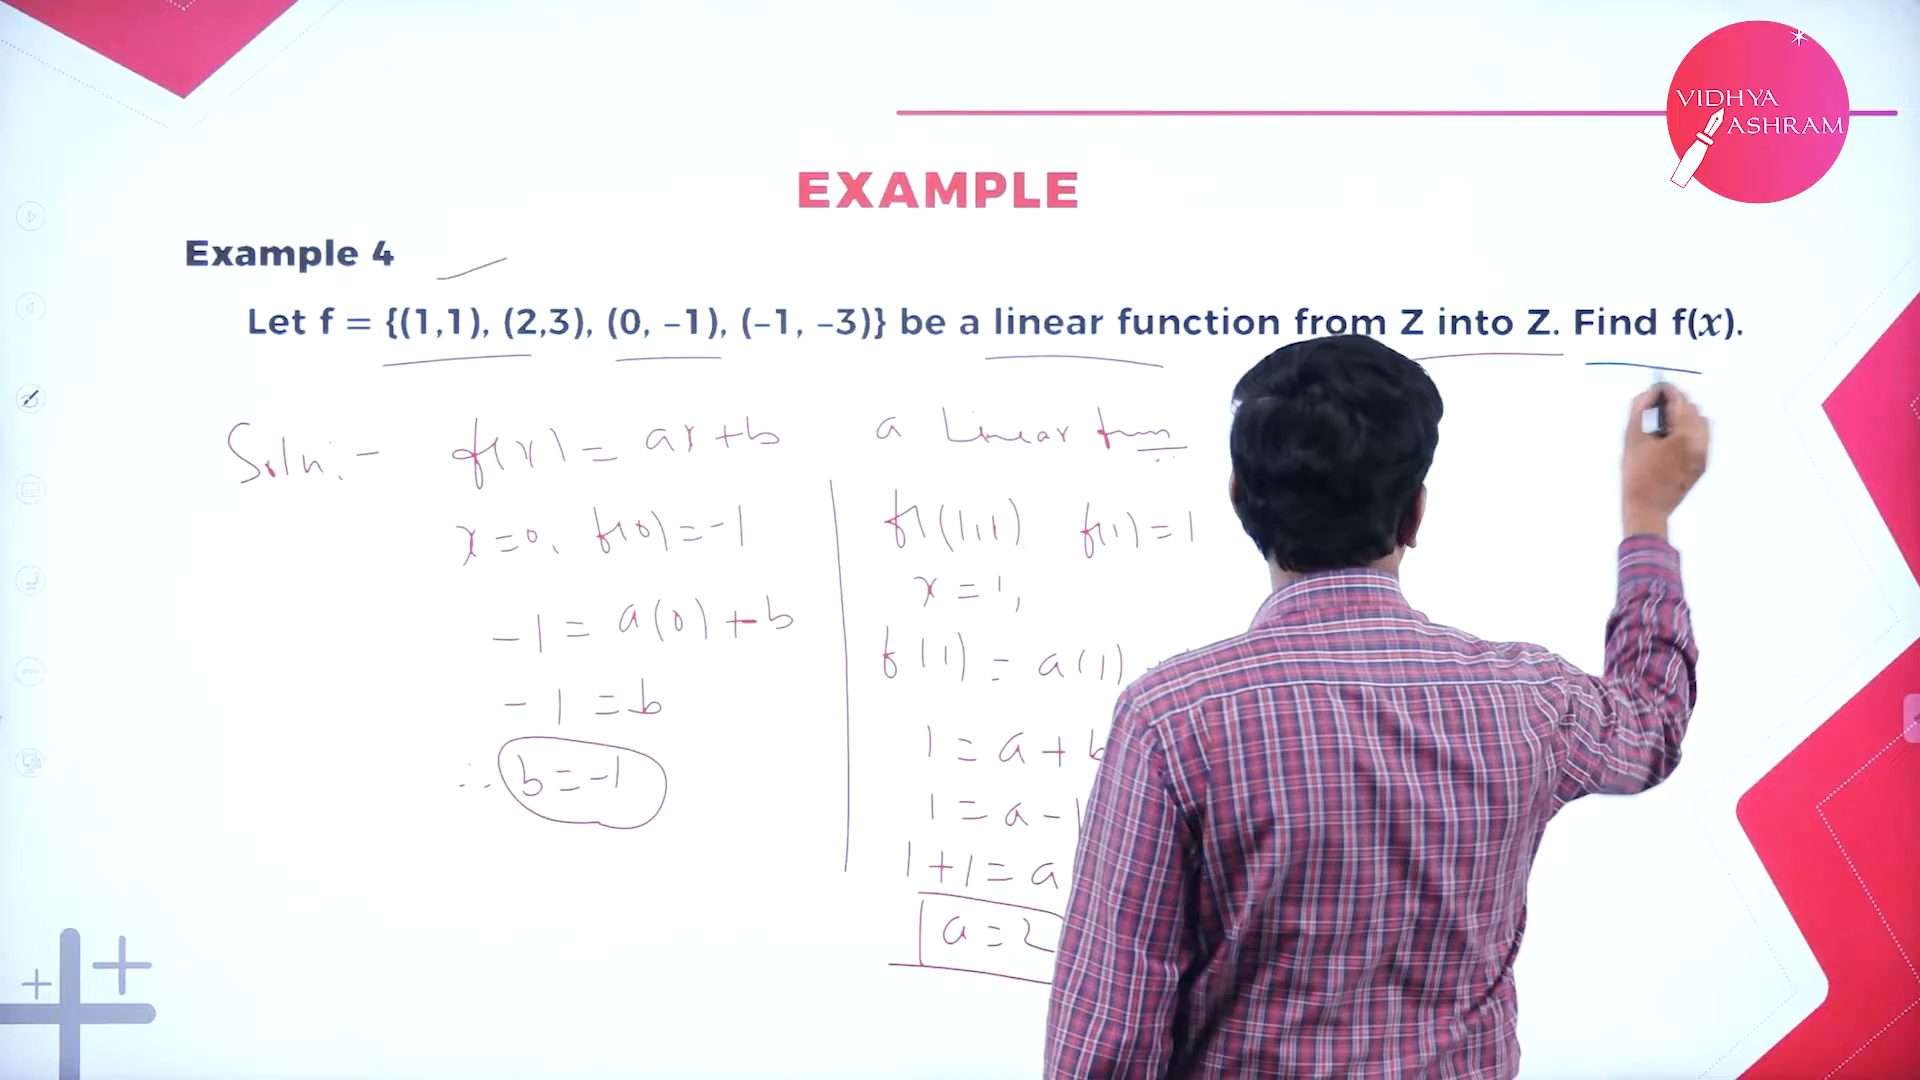 VIDHYA
ASHRAM
EXAMPLE
Example 4
Let f = {(1,1), (2,3), (0, –1), (–1, –3)} be a linear function from Z into Z. Find f(x).
Soln:- f(x) = ax + b a Linear fun
x = 0, f(0) = -1
-1 = a(0) + b
-1 = b
∴ b = -1
f(1,1) f(1) = 1
x = 1,
f(1) = a(1)
1 = a + b
1 = a - 1
1 + 1 = a
a = 2